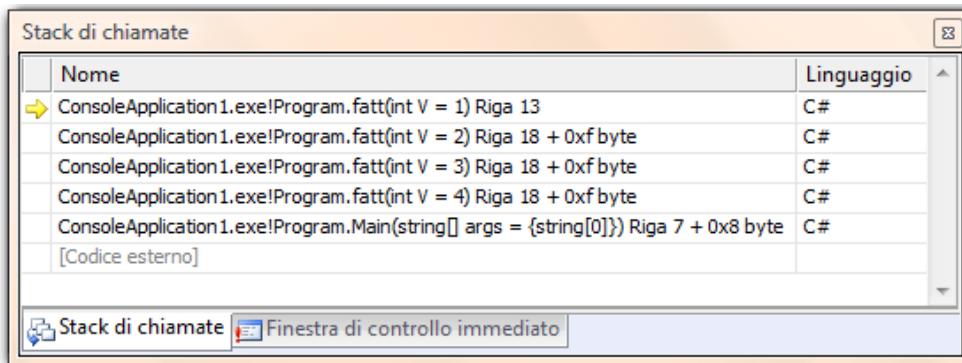 Stack di chiamate
Nome Linguaggio
ConsoleApplication1.exe!Program.fatt(int V = 1) Riga 13 C#
ConsoleApplication1.exe!Program.fatt(int V = 2) Riga 18 + 0xf byte C#
ConsoleApplication1.exe!Program.fatt(int V = 3) Riga 18 + 0xf byte C#
ConsoleApplication1.exe!Program.fatt(int V = 4) Riga 18 + 0xf byte C#
ConsoleApplication1.exe!Program.Main(string[] args = {string[0]}) Riga 7 + 0x8 byte C#
[Codice esterno]
Stack di chiamate Finestra di controllo immediato